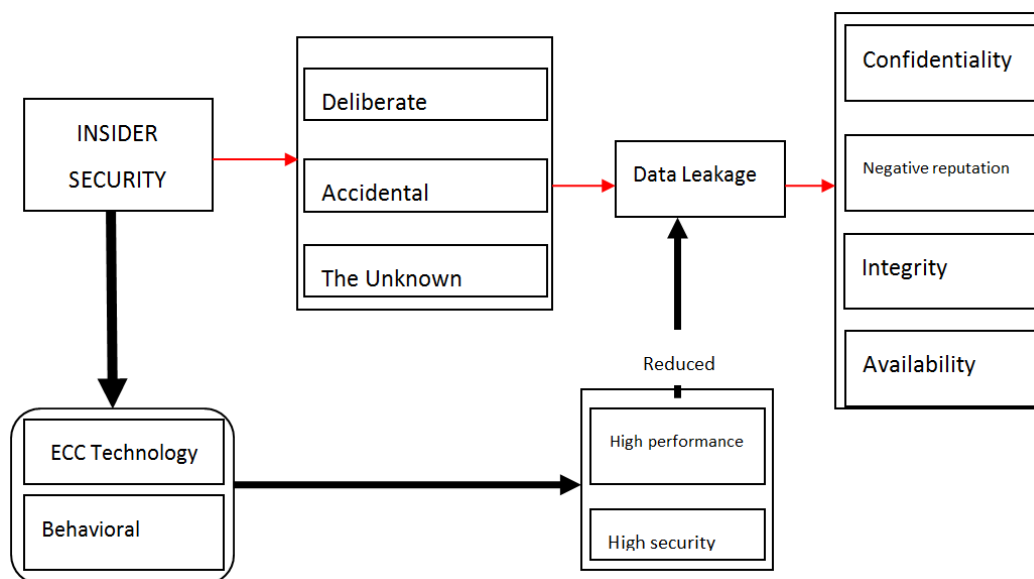 INSIDER
SECURITY
Deliberate
Accidental
The Unknown
Data Leakage
Confidentiality
Negative reputation
Integrity
Availability
Reduced
ECC Technology
Behavioral
High performance
High security